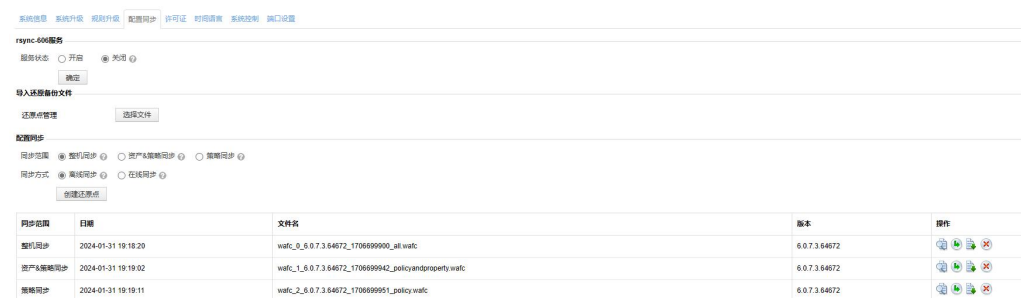 系统信息 系统升级 规则升级 配置同步 许可证 时间语言 系统控制 端口设置
rsync-606服务
服务状态 开启 关闭
确定
导入还原备份文件
还原点管理 选择文件
配置同步
同步范围 整机同步 资产&策略同步 策略同步
同步方式 离线同步 在线同步
创建还原点
同步范围 日期 文件名 版本 操作
整机同步 2024-01-31 19:18:20 wafc_0_6.0.7.3.64672_1706699900_all.wafc 6.0.7.3.64672
资产&策略同步 2024-01-31 19:19:02 wafc_1_6.0.7.3.64672_1706699942_policyandproperty.wafc 6.0.7.3.64672
策略同步 2024-01-31 19:19:11 wafc_2_6.0.7.3.64672_1706699951_policy.wafc 6.0.7.3.64672